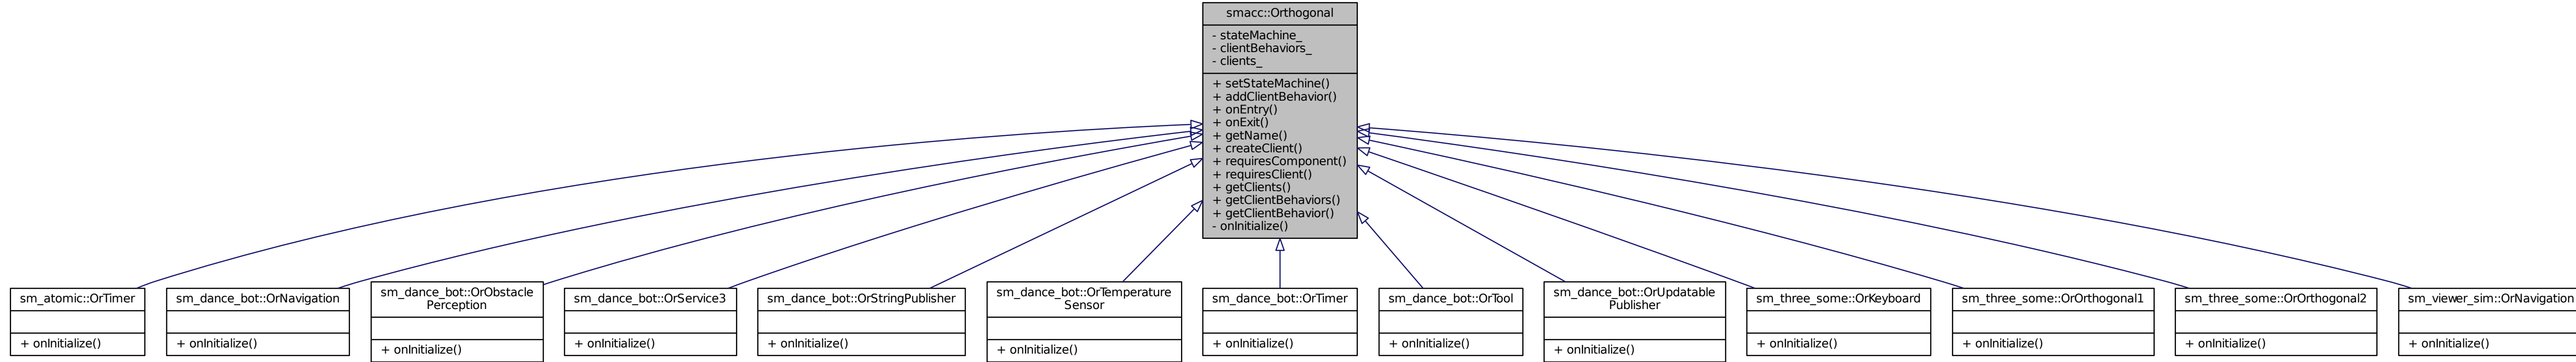 smacc::Orthogonal
- stateMachine_
- clientBehaviors_
- clients_
+ setStateMachine()
+ addClientBehavior()
+ onEntry()
+ onExit()
+ getName()
+ createClient()
+ requiresComponent()
+ requiresClient()
+ getClients()
+ getClientBehaviors()
+ getClientBehavior()
- onInitialize()
sm_atomic::OrTimer
+ onInitialize()
sm_dance_bot::OrNavigation
+ onInitialize()
sm_dance_bot::OrObstacle
Perception
+ onInitialize()
sm_dance_bot::OrService3
+ onInitialize()
sm_dance_bot::OrStringPublisher
+ onInitialize()
sm_dance_bot::OrTemperature
Sensor
+ onInitialize()
sm_dance_bot::OrTimer
+ onInitialize()
sm_dance_bot::OrTool
+ onInitialize()
sm_dance_bot::OrUpdatable
Publisher
+ onInitialize()
sm_three_some::OrKeyboard
+ onInitialize()
sm_three_some::OrOrthogonal1
+ onInitialize()
sm_three_some::OrOrthogonal2
+ onInitialize()
sm_viewer_sim::OrNavigation
+ onInitialize()